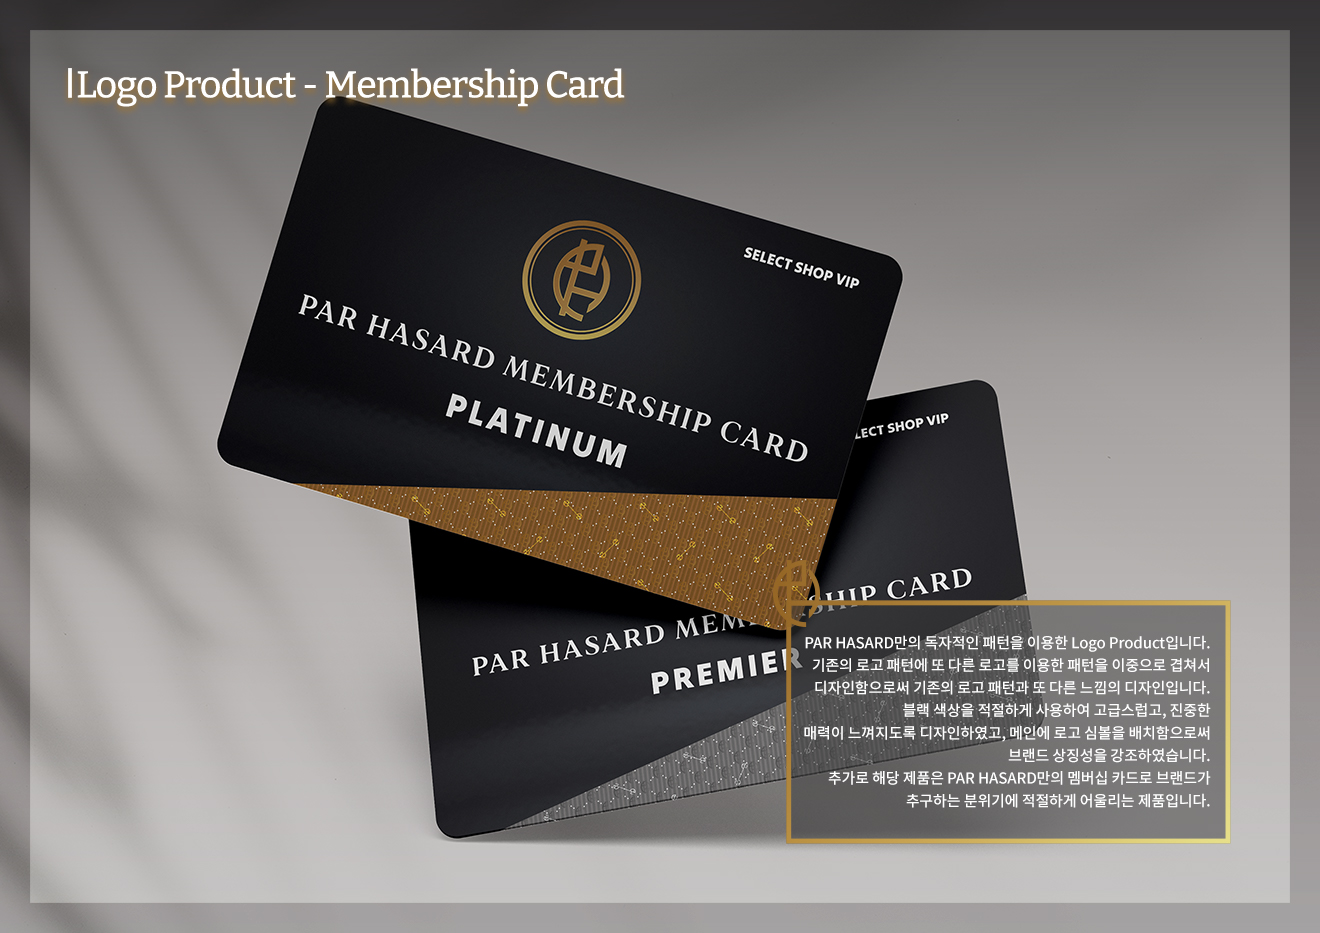 Logo Product - Membership Card
SELECT SHOP VIP
PAR HASARD MEMBERSHIP CARD
PLATINUM
LECT SHOP VIP
PAR HASARD MEM SHIP CARD
PREMIER
PAR HASARD만의 독자적인 패턴을 이용한 Logo Product입니다.
기존의 로고 패턴에 또 다른 로고를 이용한 패턴을 이중으로 겹쳐서
디자인함으로써 기존의 로고 패턴과 또 다른 느낌의 디자인입니다.
블랙 색상을 적절하게 사용하여 고급스럽고, 진중한
매력이 느껴지도록 디자인하였고, 메인에 로고 심볼을 배치함으로써
브랜드 상징성을 강조하였습니다.
추가로 해당 제품은 PAR HASARD만의 멤버십 카드로 브랜드가
추구하는 분위기에 적절하게 어울리는 제품입니다.